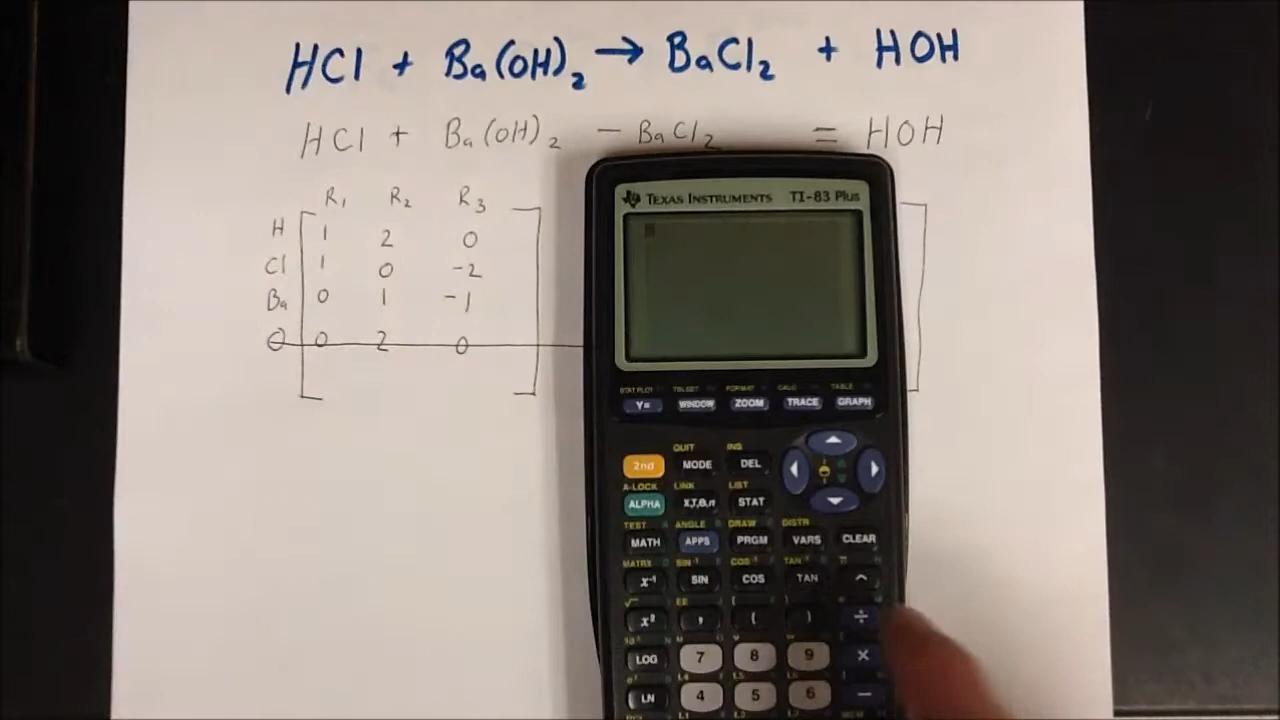 HCl + Ba(OH)₂ → BaCl₂ + HOH
HCl + Ba(OH)₂ - BaCl₂ = HOH
R₁ R₂ R₃
H 1 2 0
Cl 1 0 -2
Ba 0 1 -1
O 0 2 0
TEXAS INSTRUMENTS TI-83 Plus
STAT PLOT TBLSET FORMAT CALC TABLE
Y= WINDOW ZOOM TRACE GRAPH
QUIT INS
2nd MODE DEL
A-LOCK LINK LIST
ALPHA X,T,θ,n STAT
TEST ANGLE DRAW DISTR
MATH APPS PRGM VARS CLEAR
MATRX SIN⁻¹ COS⁻¹ TAN⁻¹ π
x⁻¹ SIN COS TAN ^
√ EE
x² , ( ) ÷
LOG 7 8 9 ×
LN 4 5 6 −